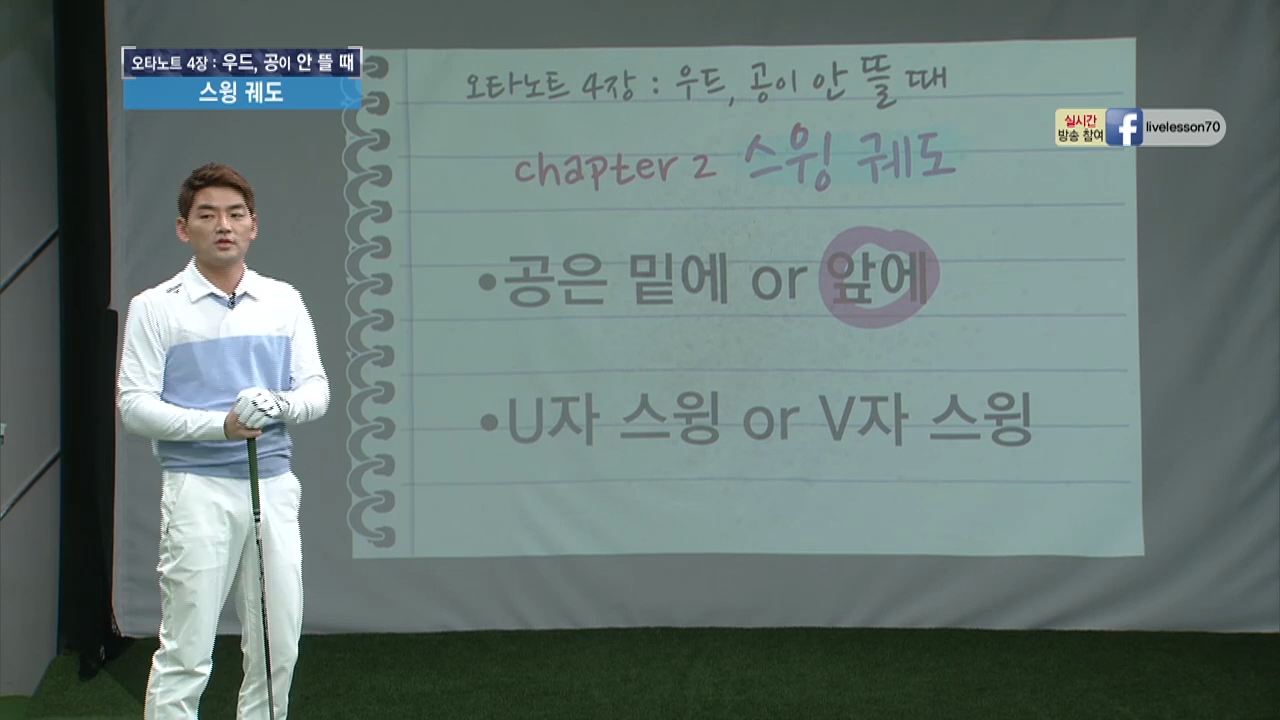 오타노트 4장 : 우드, 공이 안 뜰 때
스윙 궤도
오타노트 4장 : 우드, 공이 안 뜰 때
chapter 2 스윙 궤도
•공은 밑에 or 앞에
•U자 스윙 or V자 스윙
실시간
방송 참여
f livelesson70